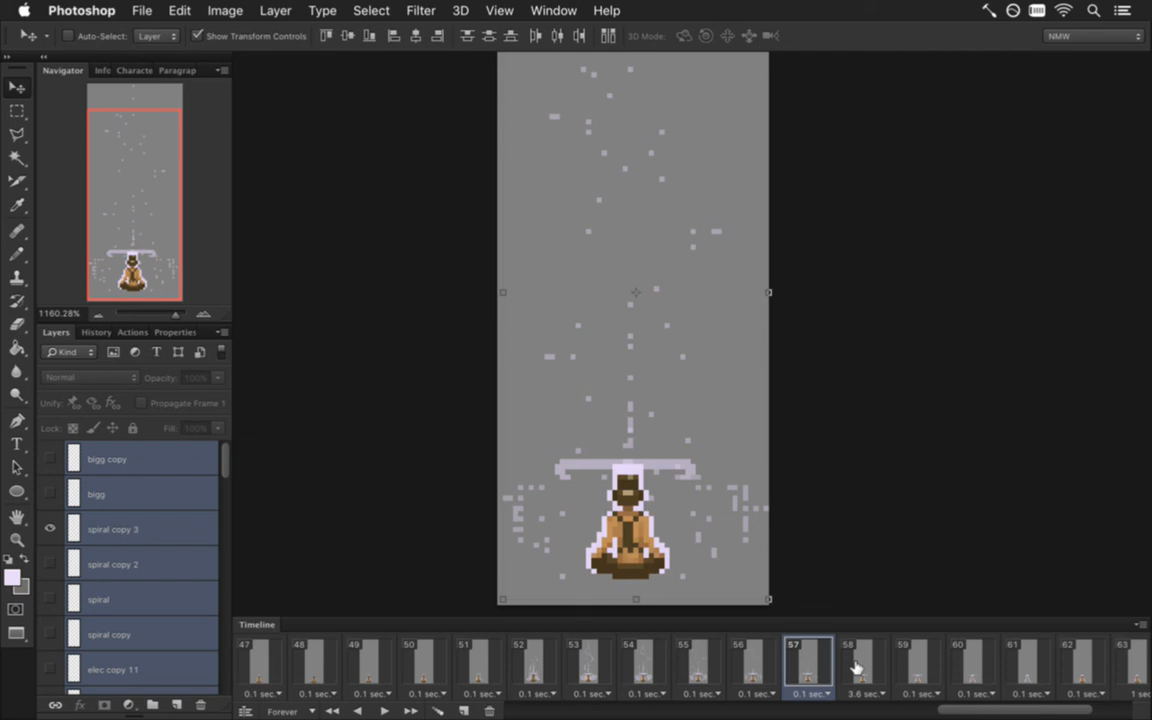 Photoshop File Edit Image Layer Type Select Filter 3D View Window Help
Auto-Select: Layer Show Transform Controls 3D Mode: NMW
Navigator Info Characte Paragrap
1160.28%
Layers History Actions Properties
Kind
Normal Opacity: 100%
Unify: Propagate Frame 1
Lock: Fill: 100%
bigg copy
bigg
spiral copy 3
spiral copy 2
spiral
spiral copy
elec copy 11
Timeline
47 48 49 50 51 52 53 54 55 56 57 58 59 60 61 62 63
0.1 sec. 0.1 sec. 0.1 sec. 0.1 sec. 0.1 sec. 0.1 sec. 0.1 sec. 0.1 sec. 0.1 sec. 0.1 sec. 0.1 sec. 3.6 sec. 0.1 sec. 0.1 sec. 0.1 sec. 0.1 sec. 1 sec
Forever